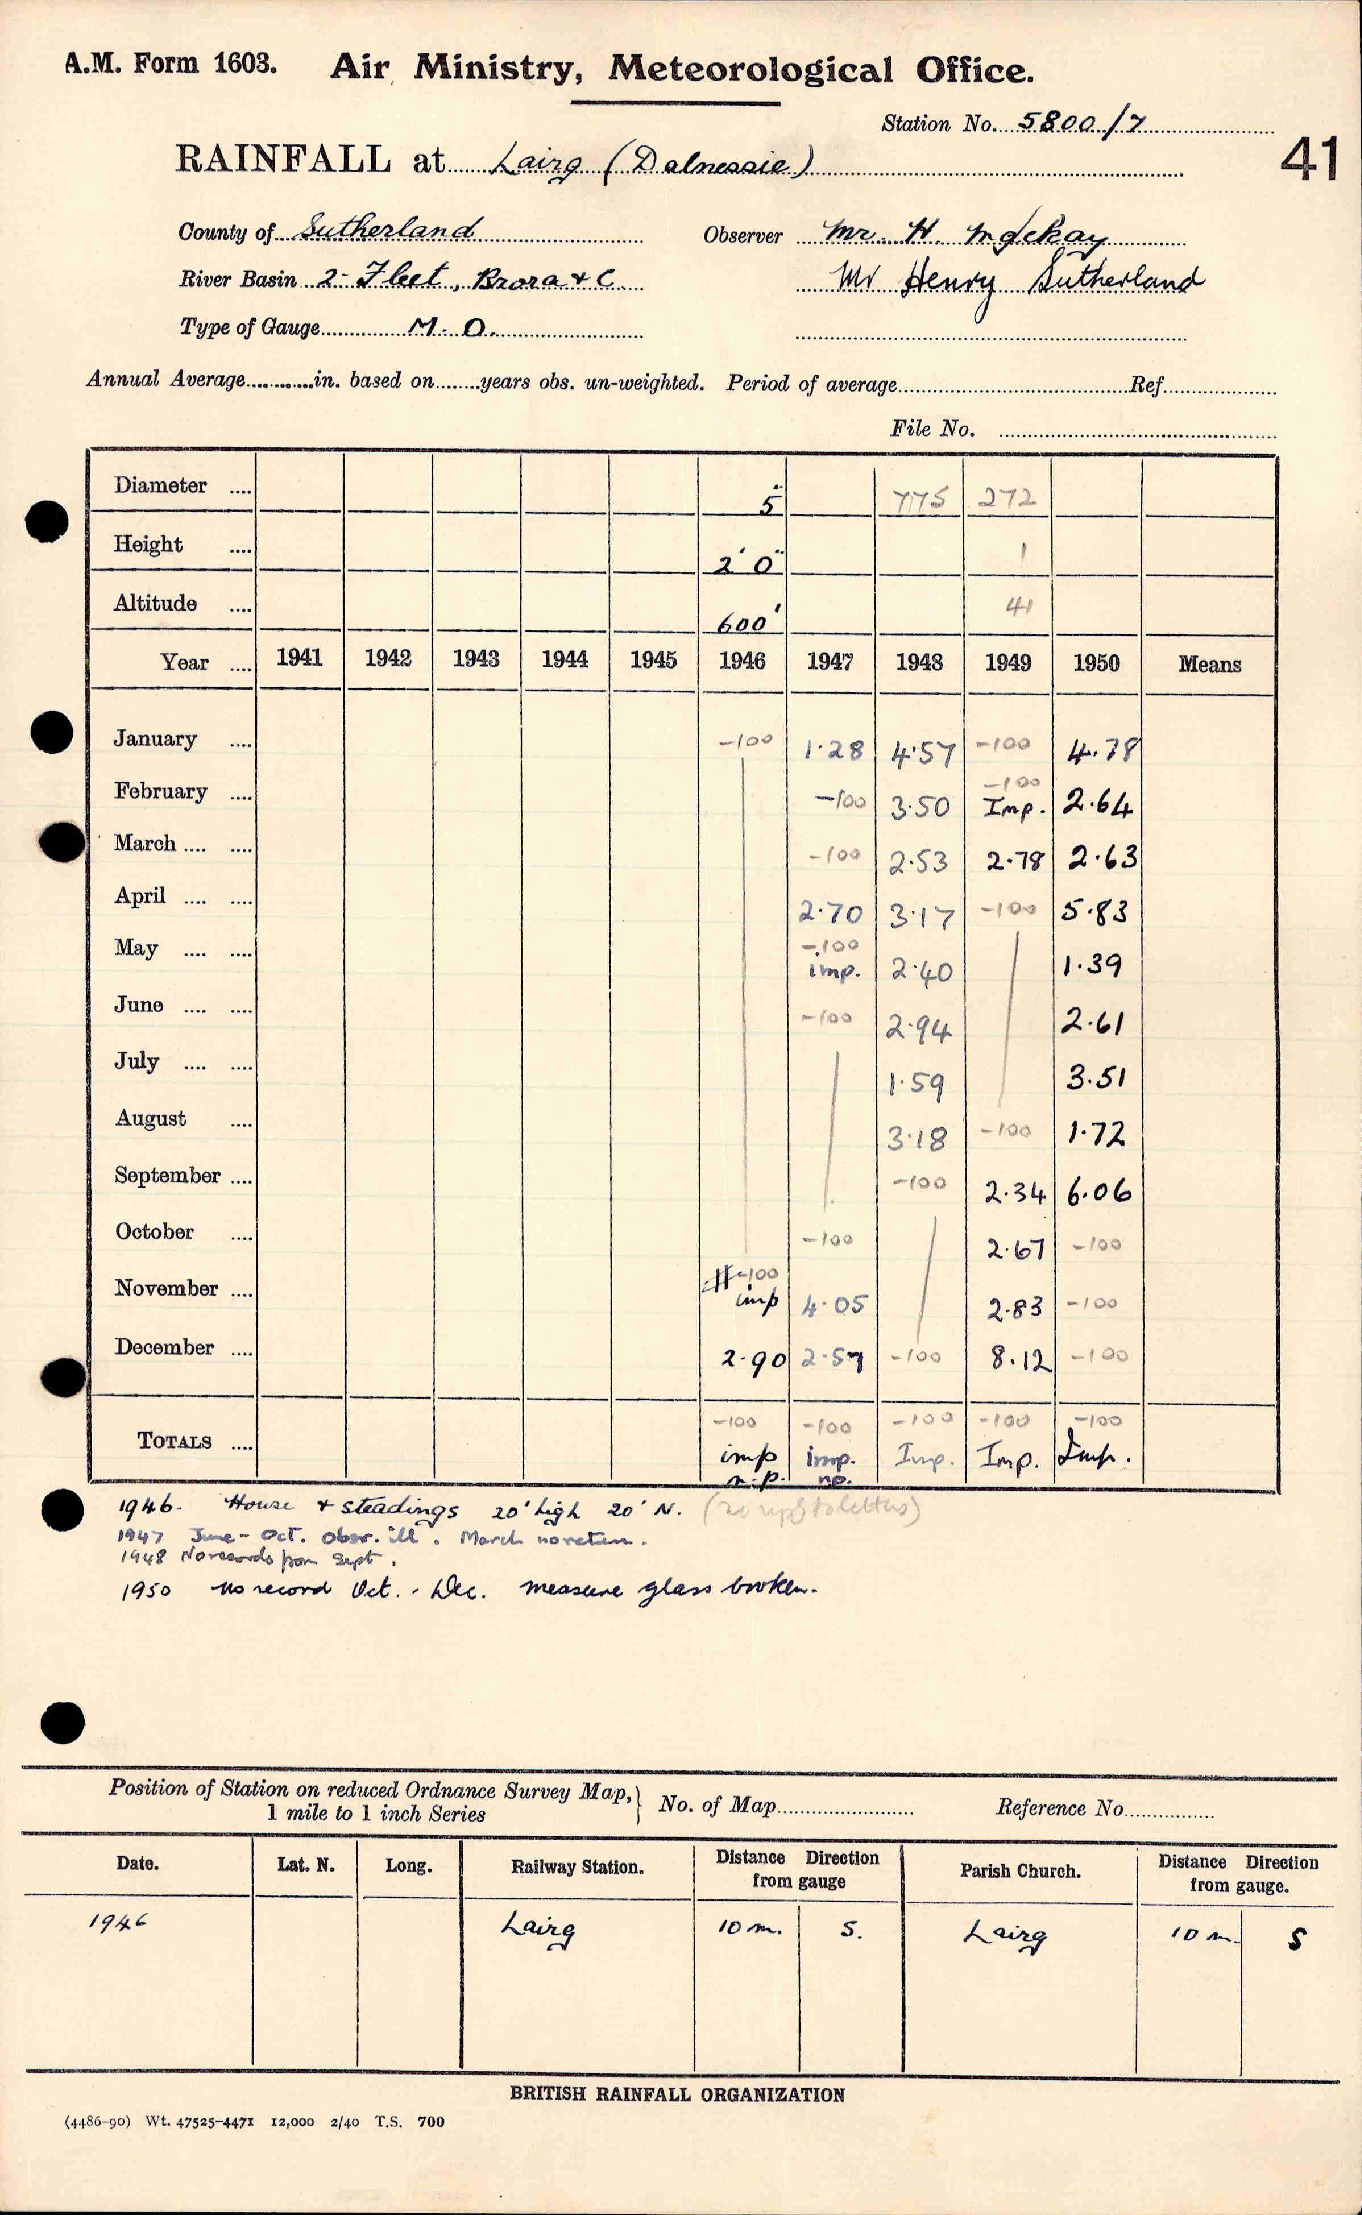 A.M. Form 1603. Air Ministry, Meteorological Office.
Station No. 5800/7
41
RAINFALL at Lairg (Dalnessie)
County of Sutherland Observer Mr. H. McKay
River Basin 2- Fleet, Brora & C. Mr Henry Sutherland
Type of Gauge M. O.
Annual Average in. based on years obs. un-weighted. Period of average Ref.
File No.
Diameter 5" 775 272
Height 2' 0" 1
Altitude 600' 41
Year 1941 1942 1943 1944 1945 1946 1947 1948 1949 1950 Means
January -100 1.28 4.57 -100 4.78
February -100 3.50 -100 Imp. 2.64
March -100 2.53 2.78 2.63
April 2.70 3.17 -100 5.83
May -100 imp. 2.40 1.39
June -100 2.94 2.61
July 1.59 3.51
August 3.18 -100 1.72
September -100 2.34 6.06
October -100 2.67 -100
November -100 imp 4.05 2.83 -100
December 2.90 2.57 -100 8.12 -100
TOTALS -100 -100 -100 -100 -100
imp imp. Imp. Imp. Imp.
n.p. np.
1946. House & steadings 20' high 20' N.
1947 June - Oct. obsr. ill. March no return.
1948 No records from Sept.
1950 no record Oct. - Dec. measure glass broken.
Position of Station on reduced Ordnance Survey Map, No. of Map Reference No.
1 mile to 1 inch Series
Date. Lat. N. Long. Railway Station. Distance Direction from gauge Parish Church. Distance Direction from gauge.
1946 Lairg 10 m. S. Lairg 10 m. S
BRITISH RAINFALL ORGANIZATION
(4486-90) Wt. 47525-4471 12,000 2/40 T.S. 700